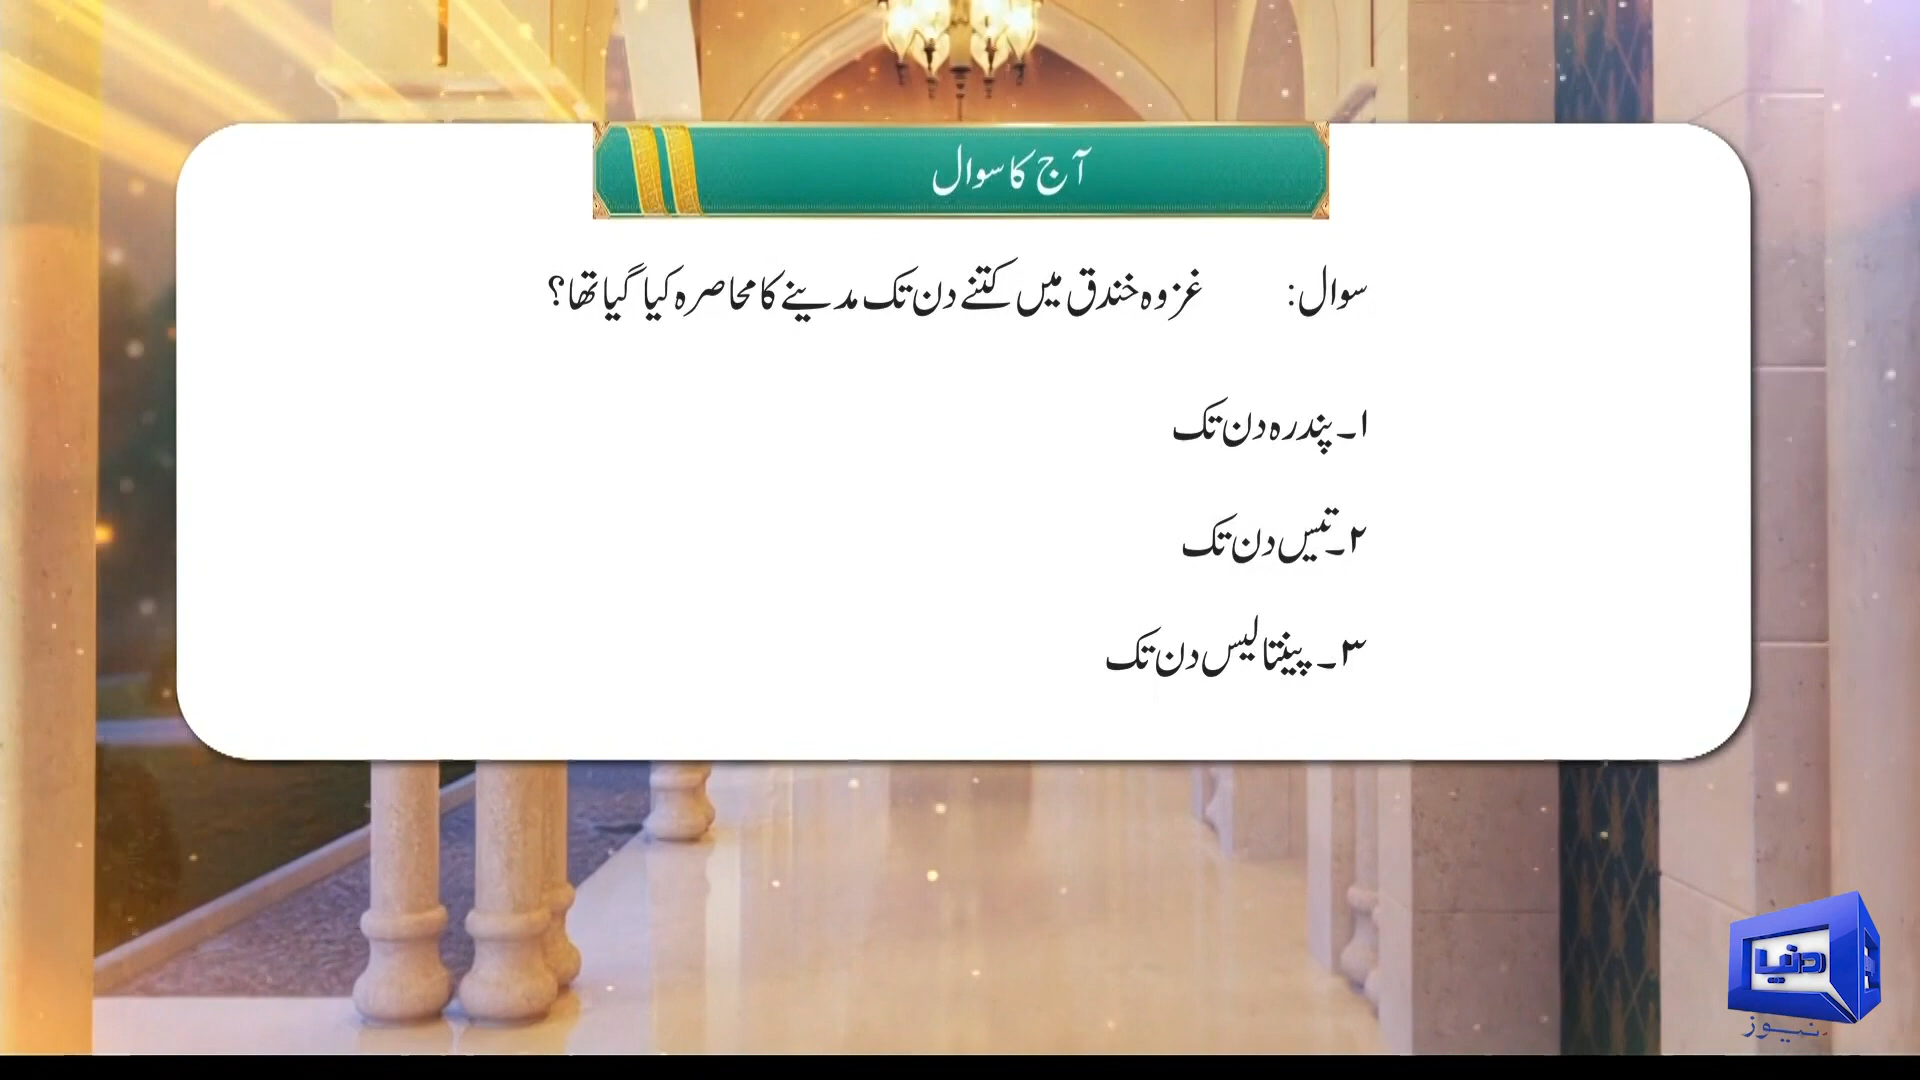 آج کا سوال
سوال: غزوہ خندق میں کتنے دن تک مدینے کا محاصرہ کیا گیا تھا؟
۱۔ پندرہ دن تک
۲۔ تیس دن تک
۳۔ پینتالیس دن تک
دنیا
نیوز